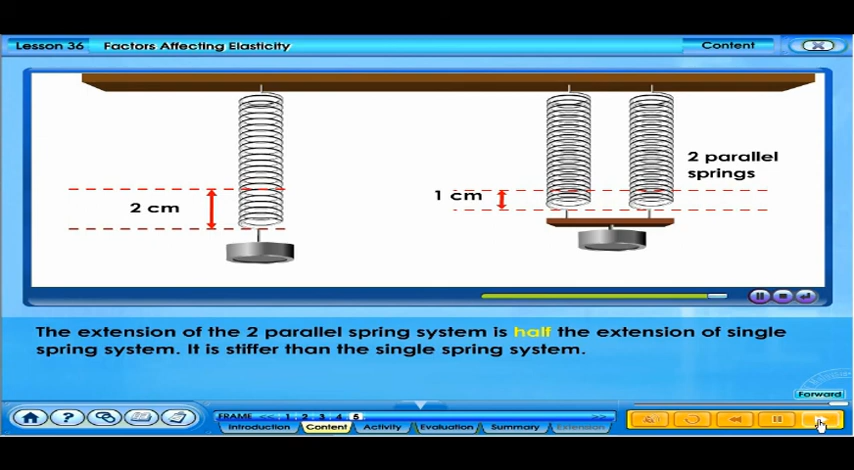 Lesson 36 Factors Affecting Elasticity Content
2 cm
1 cm
2 parallel
springs
The extension of the 2 parallel spring system is half the extension of single
spring system. It is stiffer than the single spring system.
Forward
FRAME << 1 2 3 4 5 >>
Introduction Content Activity Evaluation Summary Extension